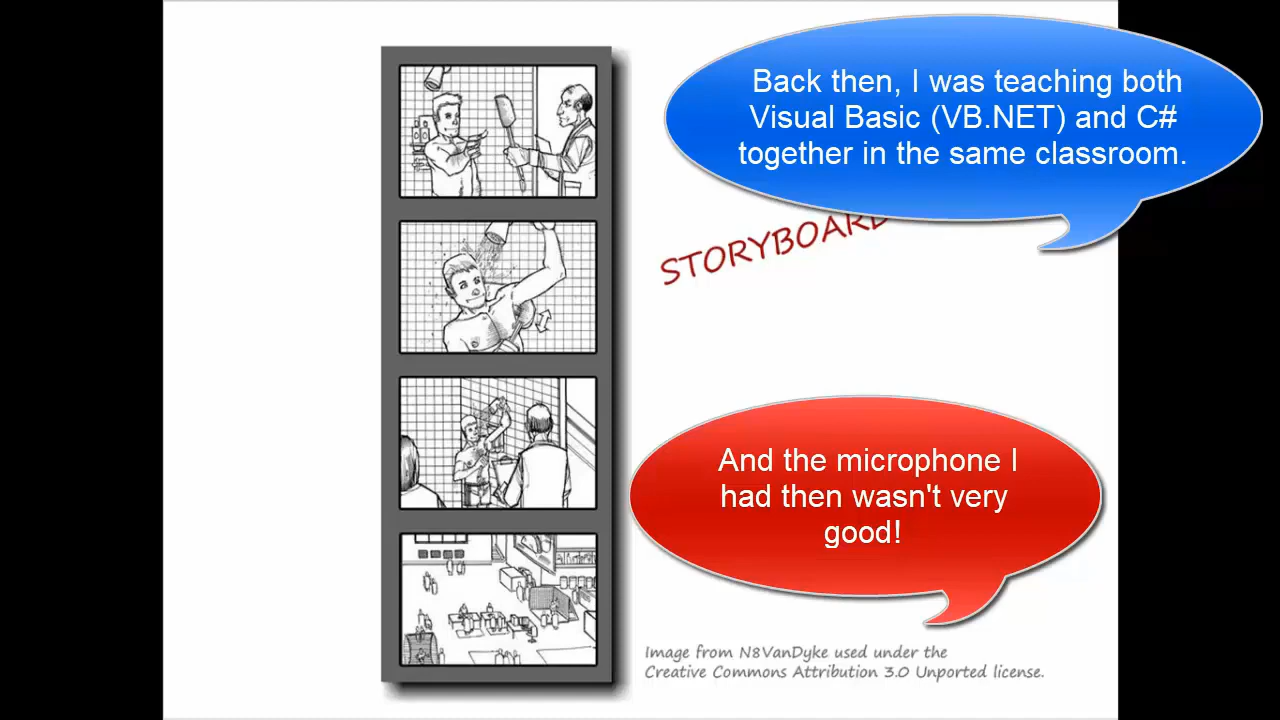 Back then, I was teaching both
Visual Basic (VB.NET) and C#
together in the same classroom.
STORYBOARD
And the microphone I
had then wasn't very
good!
Image from N8VanDyke used under the
Creative Commons Attribution 3.0 Unported license.